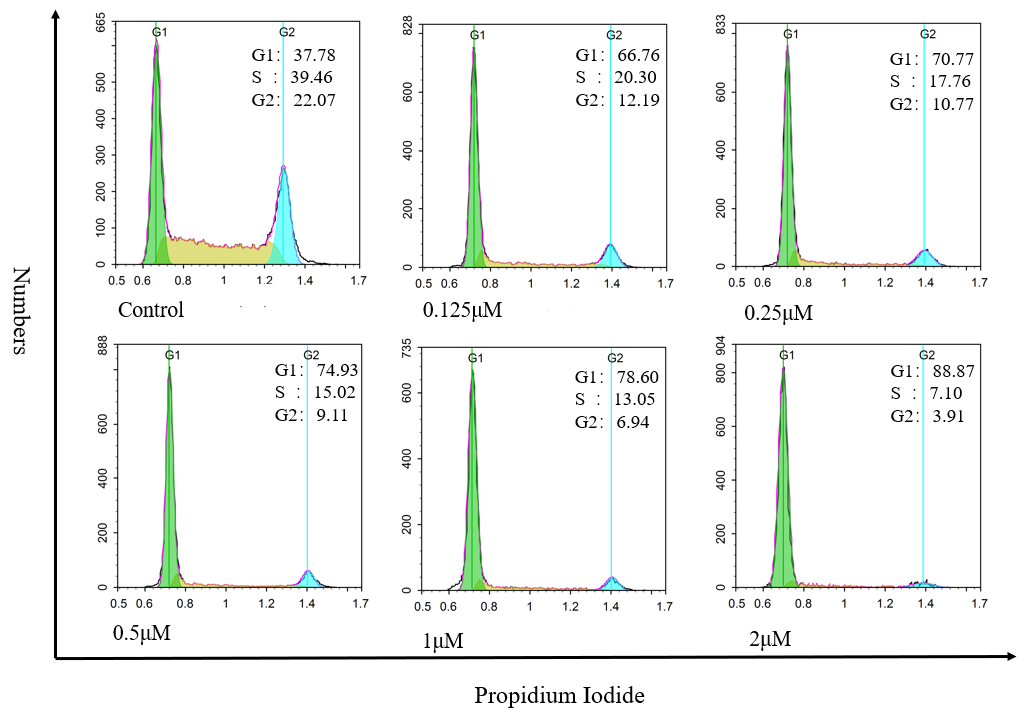 665
G1
G2
G1: 37.78
S : 39.46
G2: 22.07
500
400
300
200
100
0
0.5 0.6 0.8 1 1.2 1.4 1.7
Control
828
G1
G2
G1: 66.76
S : 20.30
G2: 12.19
600
400
200
0
0.5 0.6 0.8 1 1.2 1.4 1.7
0.125μM
833
G1
G2
G1: 70.77
S : 17.76
G2: 10.77
600
400
200
0
0.5 0.6 0.8 1 1.2 1.4 1.7
0.25μM
Numbers
888
G1
G2
G1: 74.93
S : 15.02
G2: 9.11
600
400
200
0
0.5 0.6 0.8 1 1.2 1.4 1.7
0.5μM
735
G1
G2
G1: 78.60
S : 13.05
G2: 6.94
600
400
200
0
0.5 0.6 0.8 1 1.2 1.4 1.7
1μM
904
G1
G2
G1: 88.87
S : 7.10
G2: 3.91
800
600
400
200
0
0.5 0.6 0.8 1 1.2 1.4 1.7
2μM
Propidium Iodide